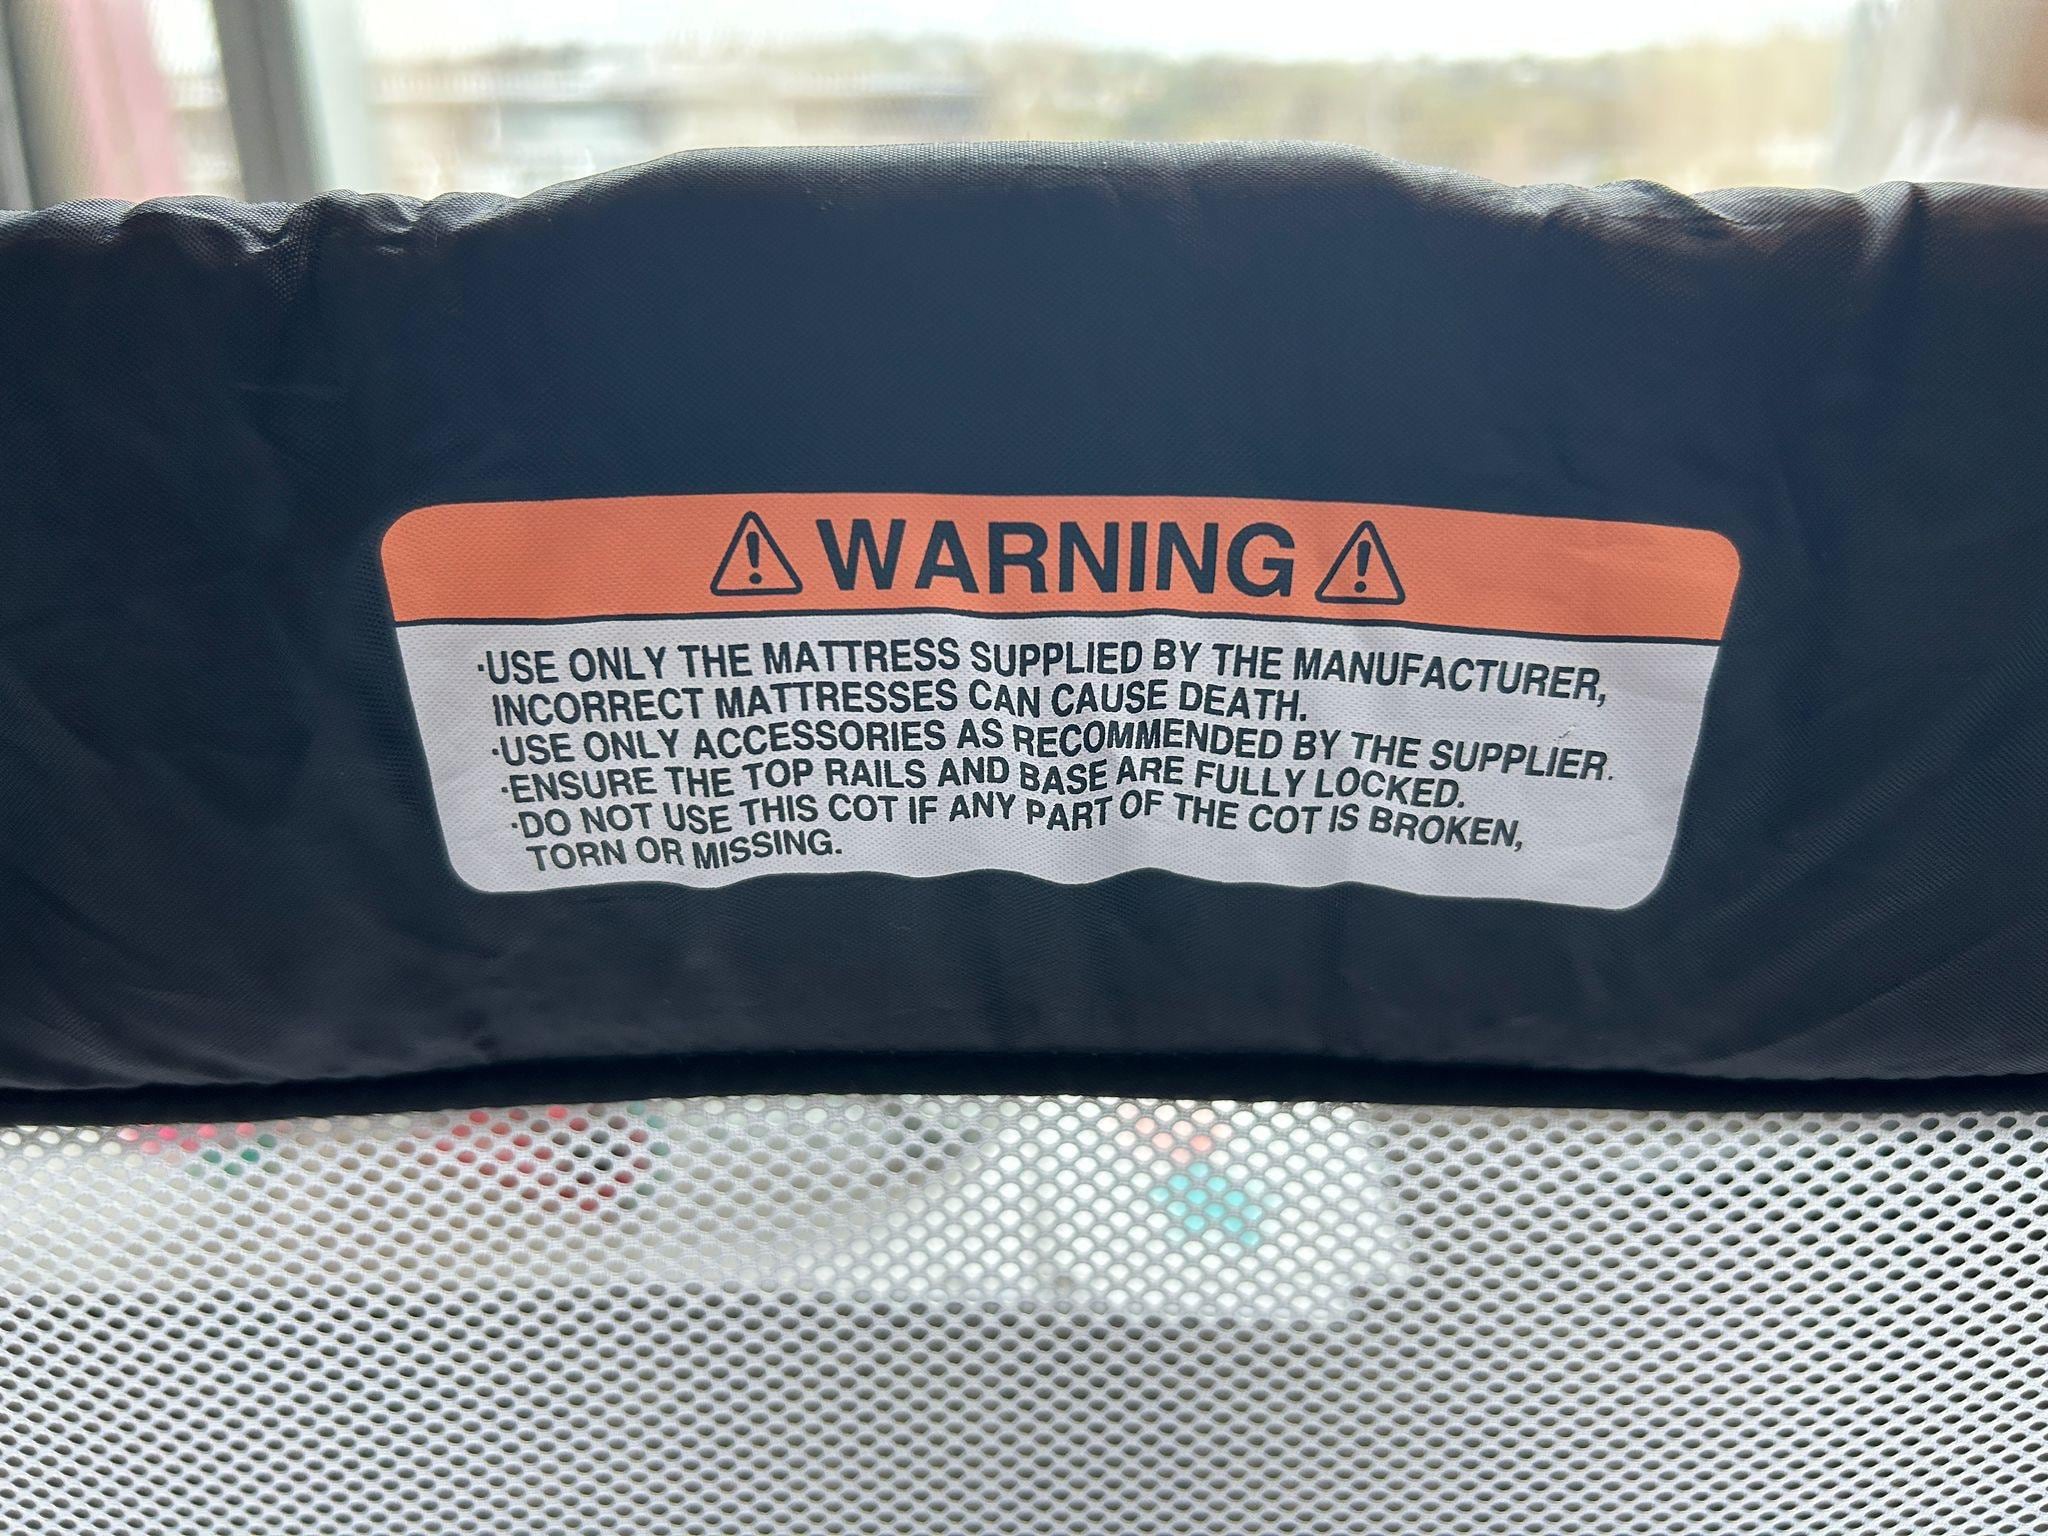 WARNING
·USE ONLY THE MATTRESS SUPPLIED BY THE MANUFACTURER,
INCORRECT MATTRESSES CAN CAUSE DEATH.
·USE ONLY ACCESSORIES AS RECOMMENDED BY THE SUPPLIER.
·ENSURE THE TOP RAILS AND BASE ARE FULLY LOCKED.
·DO NOT USE THIS COT IF ANY PART OF THE COT IS BROKEN,
TORN OR MISSING.